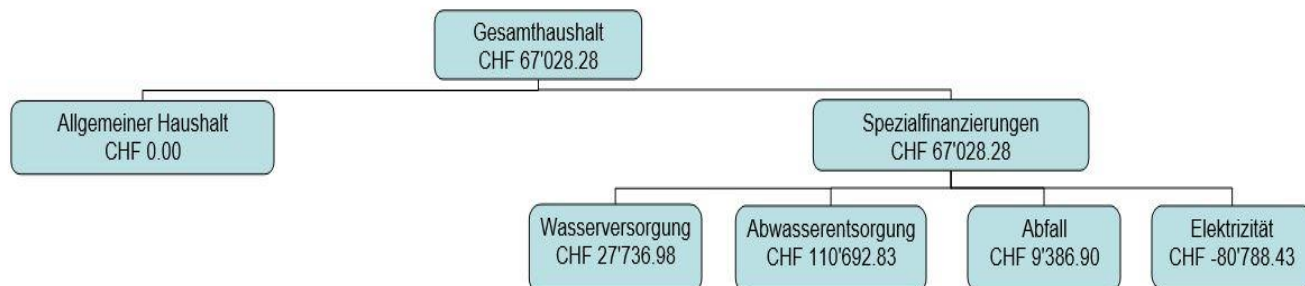 Gesamthaushalt
CHF 67'028.28
Allgemeiner Haushalt
CHF 0.00
Spezialfinanzierungen
CHF 67'028.28
Wasserversorgung
CHF 27'736.98
Abwasserentsorgung
CHF 110'692.83
Abfall
CHF 9'386.90
Elektrizität
CHF -80'788.43